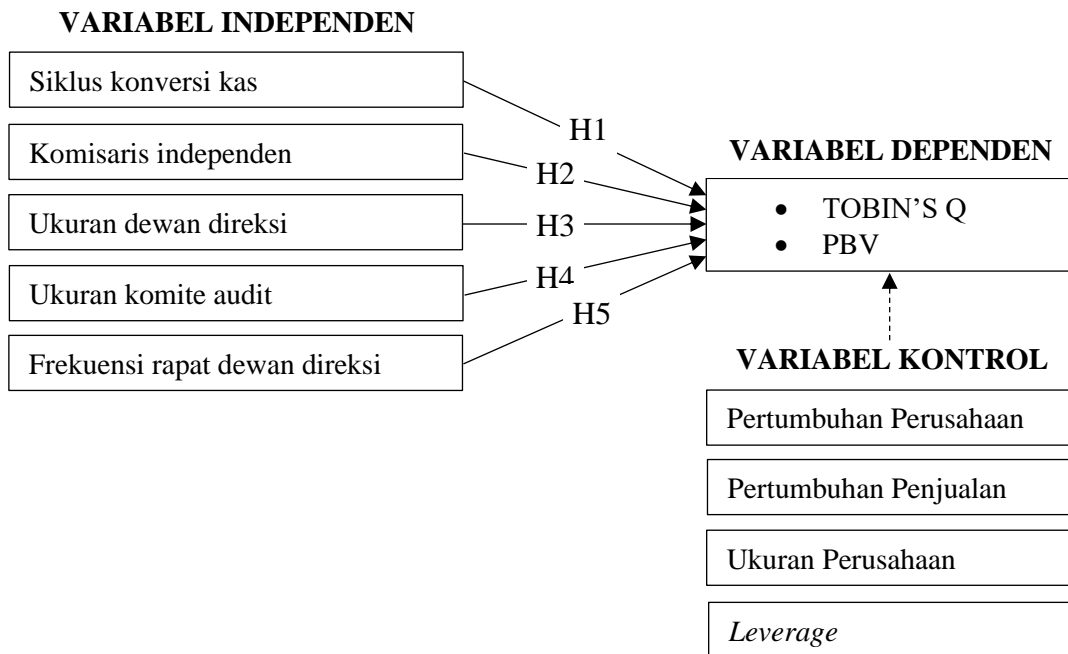 VARIABEL INDEPENDEN
Siklus konversi kas
Komisaris independen
Ukuran dewan direksi
Ukuran komite audit
Frekuensi rapat dewan direksi
H1
H2
H3
H4
H5
VARIABEL DEPENDEN
• TOBIN’S Q
• PBV
VARIABEL KONTROL
Pertumbuhan Perusahaan
Pertumbuhan Penjualan
Ukuran Perusahaan
Leverage